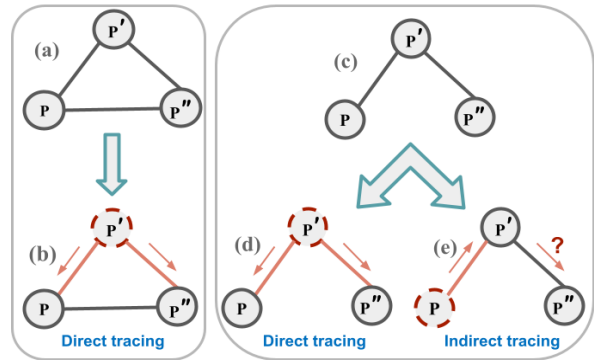 (a)
P′
P
P″
(b)
P′
P
P″
Direct tracing
(c)
P′
P
P″
(d)
P′
P
P″
Direct tracing
(e)
P′
?
P
P″
Indirect tracing